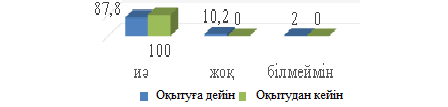 87,8
10,2 0
2 0
100
иә жоқ білмеймін
Оқытуға дейін Оқытудан кейін